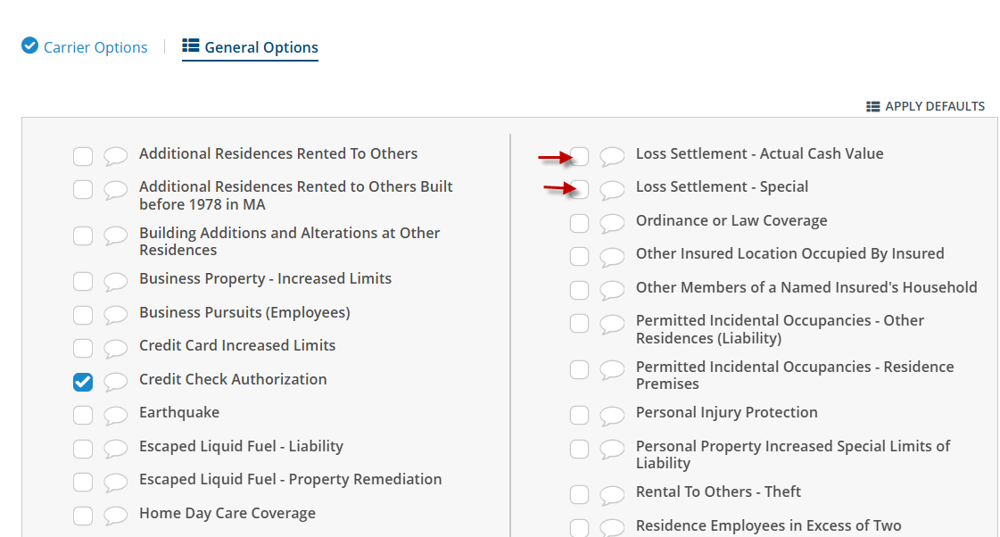 Carrier Options
General Options
APPLY DEFAULTS
Additional Residences Rented To Others
Additional Residences Rented to Others Built
before 1978 in MA
Building Additions and Alterations at Other
Residences
Business Property - Increased Limits
Business Pursuits (Employees)
Credit Card Increased Limits
Credit Check Authorization
Earthquake
Escaped Liquid Fuel - Liability
Escaped Liquid Fuel - Property Remediation
Home Day Care Coverage
Loss Settlement - Actual Cash Value
Loss Settlement - Special
Ordinance or Law Coverage
Other Insured Location Occupied By Insured
Other Members of a Named Insured's Household
Permitted Incidental Occupancies - Other
Residences (Liability)
Permitted Incidental Occupancies - Residence
Premises
Personal Injury Protection
Personal Property Increased Special Limits of
Liability
Rental To Others - Theft
Residence Employees in Excess of Two